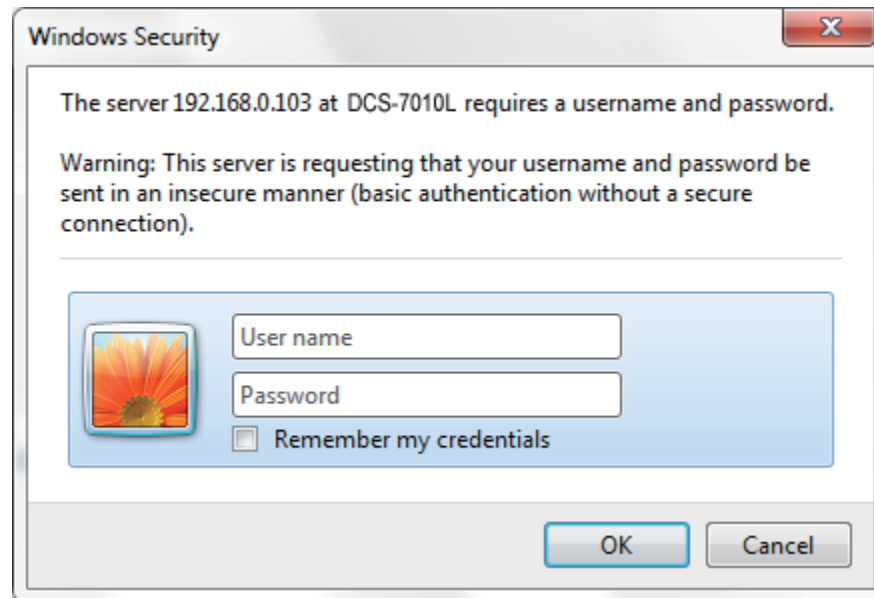 Windows Security
The server 192.168.0.103 at DCS-7010L requires a username and password.
Warning: This server is requesting that your username and password be
sent in an insecure manner (basic authentication without a secure
connection).
User name
Password
Remember my credentials
OK Cancel